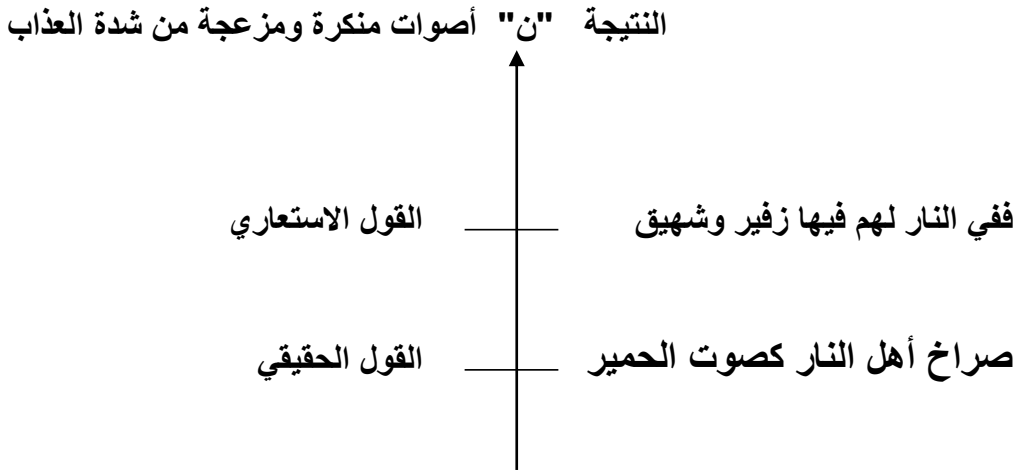 النتيجة "ن" أصوات منكرة ومزعجة من شدة العذاب
ففي النار لهم فيها زفير وشهيق القول الاستعاري
صراخ أهل النار كصوت الحمير القول الحقيقي